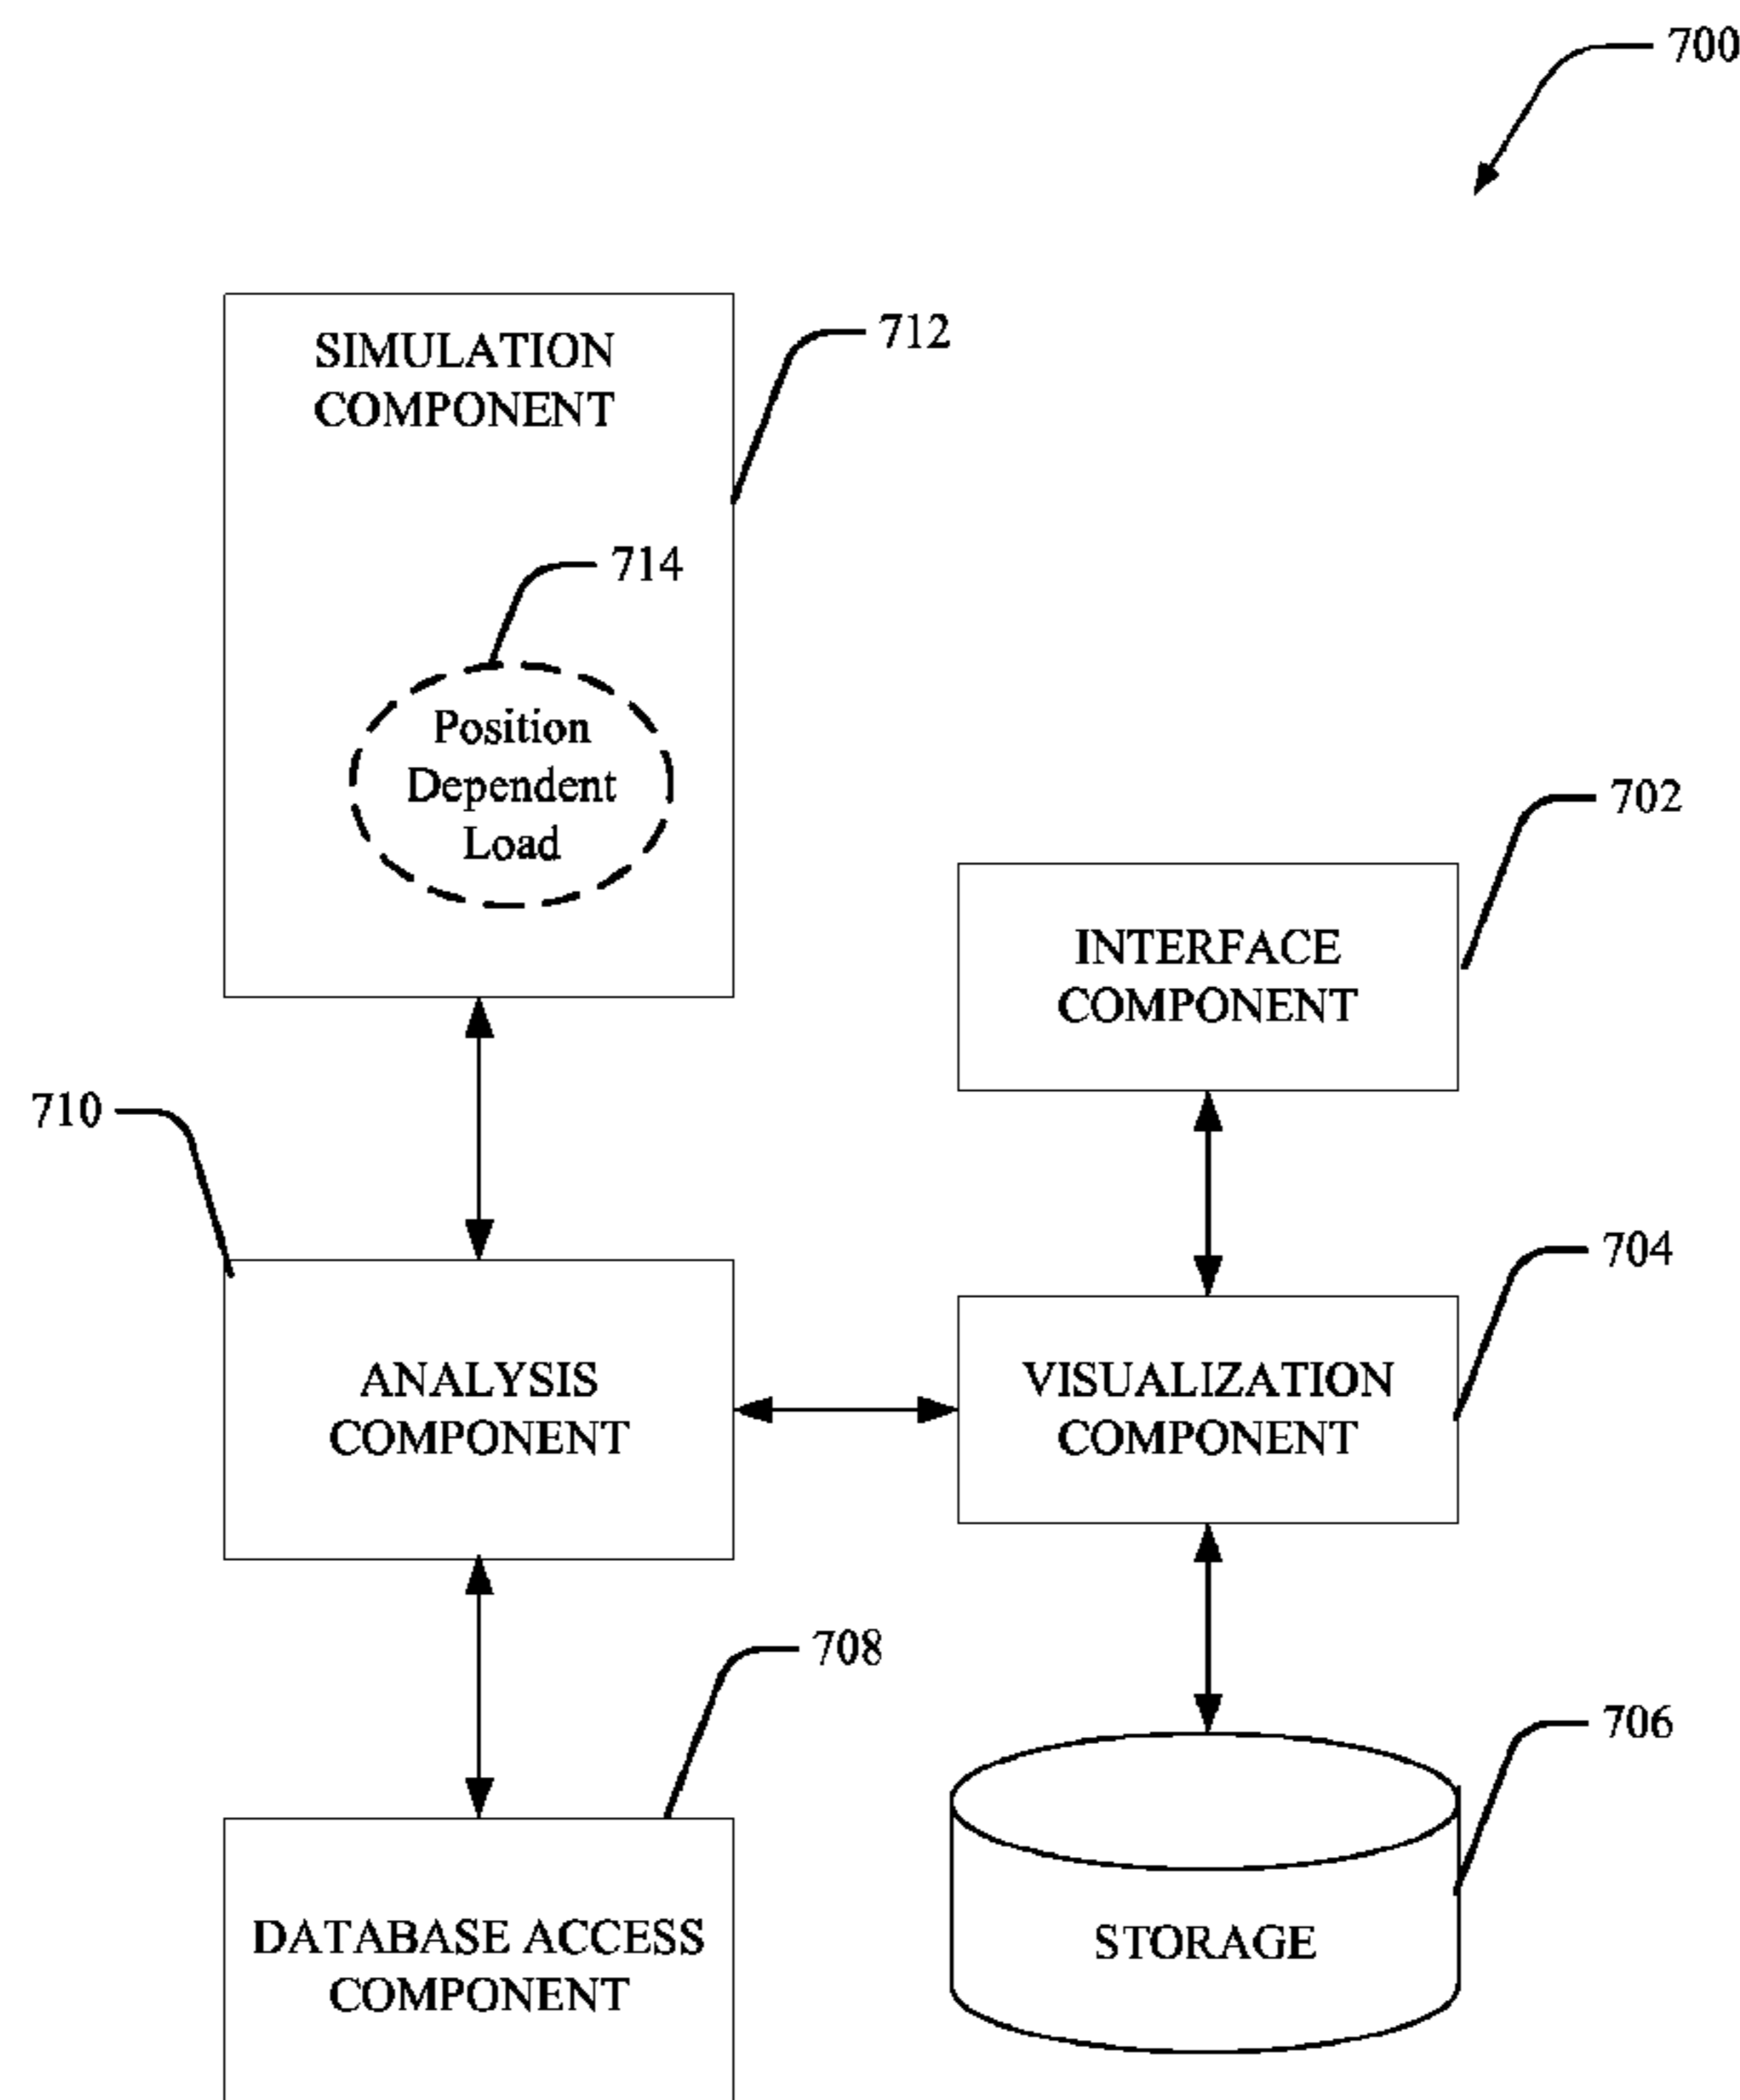 700
SIMULATION
COMPONENT
712
714
Position
Dependent
Load
702
INTERFACE
COMPONENT
710
704
ANALYSIS
COMPONENT
VISUALIZATION
COMPONENT
708
706
DATABASE ACCESS
COMPONENT
STORAGE